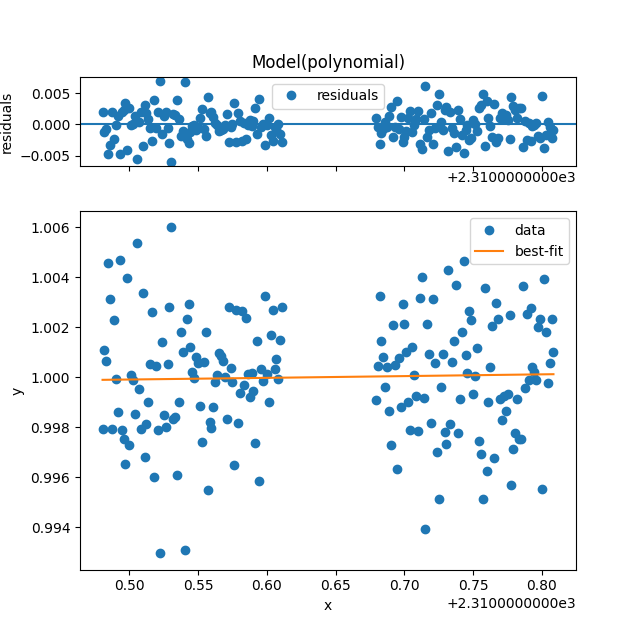 Model(polynomial)
residuals
0.005
0.000
−0.005
residuals
+2.3100000000e3
y
1.006
1.004
1.002
1.000
0.998
0.996
0.994
data
best-fit
0.50 0.55 0.60 0.65 0.70 0.75 0.80
x
+2.3100000000e3